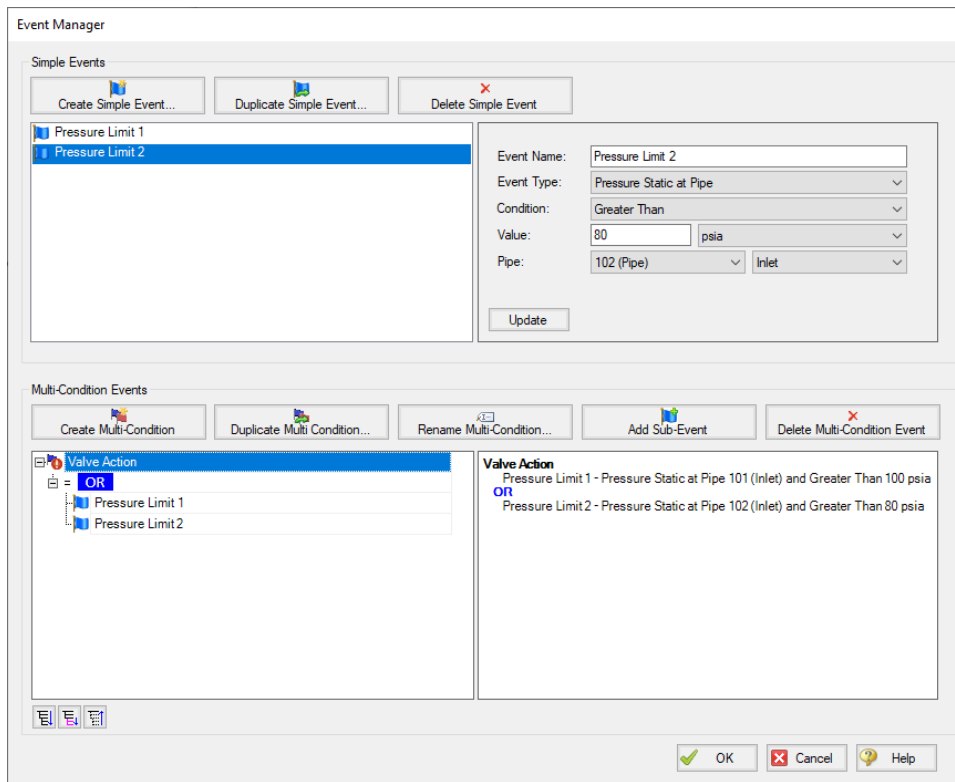 Event Manager
Simple Events
Create Simple Event...
Duplicate Simple Event...
Delete Simple Event
Pressure Limit 1
Pressure Limit 2
Event Name: Pressure Limit 2
Event Type: Pressure Static at Pipe
Condition: Greater Than
Value: 80 psia
Pipe: 102 (Pipe) Inlet
Update
Multi-Condition Events
Create Multi-Condition
Duplicate Multi Condition...
Rename Multi-Condition...
Add Sub-Event
Delete Multi-Condition Event
Valve Action
= OR
Pressure Limit 1
Pressure Limit 2
Valve Action
Pressure Limit 1 - Pressure Static at Pipe 101 (Inlet) and Greater Than 100 psia
OR
Pressure Limit 2 - Pressure Static at Pipe 102 (Inlet) and Greater Than 80 psia
OK
Cancel
Help